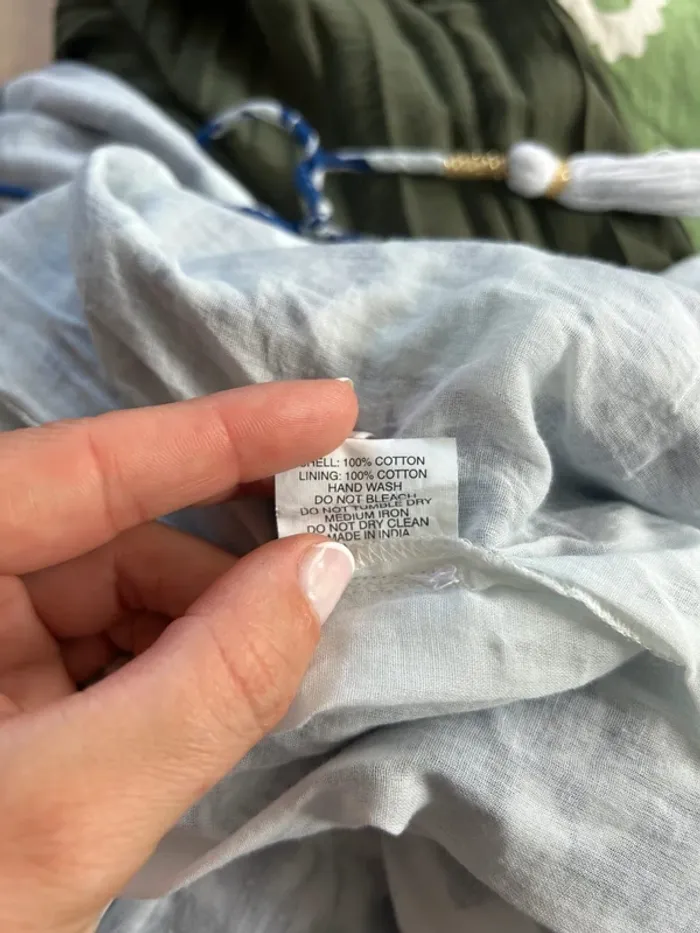 SHELL: 100% COTTON
LINING: 100% COTTON
HAND WASH
DO NOT BLEACH
DO NOT TUMBLE DRY
MEDIUM IRON
DO NOT DRY CLEAN
MADE IN INDIA